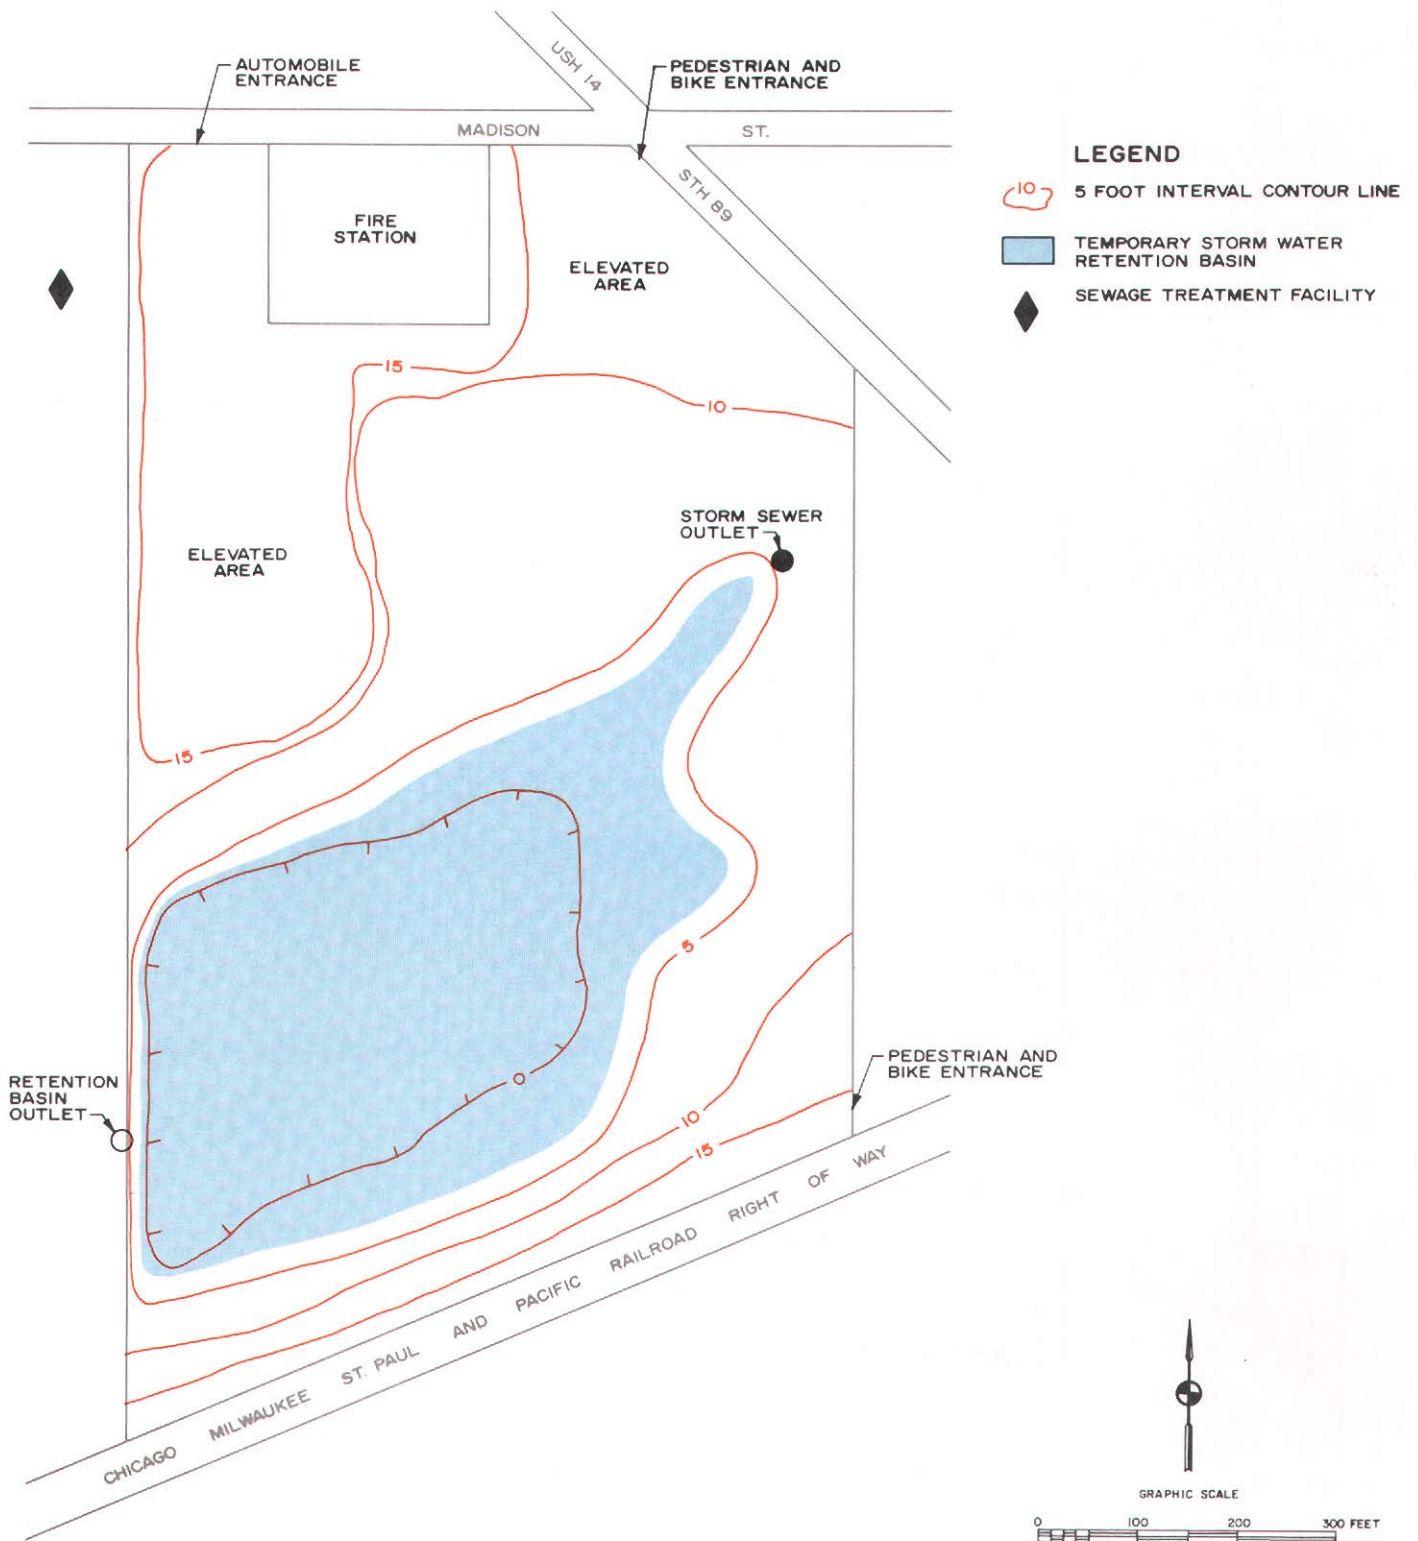 AUTOMOBILE
ENTRANCE
USH 14
PEDESTRIAN AND
BIKE ENTRANCE
MADISON ST.
STH 89
LEGEND
10 5 FOOT INTERVAL CONTOUR LINE
TEMPORARY STORM WATER
RETENTION BASIN
SEWAGE TREATMENT FACILITY
FIRE
STATION
ELEVATED
AREA
15
10
STORM SEWER
OUTLET
ELEVATED
AREA
15
5
RETENTION
BASIN
OUTLET
0
PEDESTRIAN AND
BIKE ENTRANCE
10
15
CHICAGO MILWAUKEE ST. PAUL AND PACIFIC RAILROAD RIGHT OF WAY
GRAPHIC SCALE
0 100 200 300 FEET